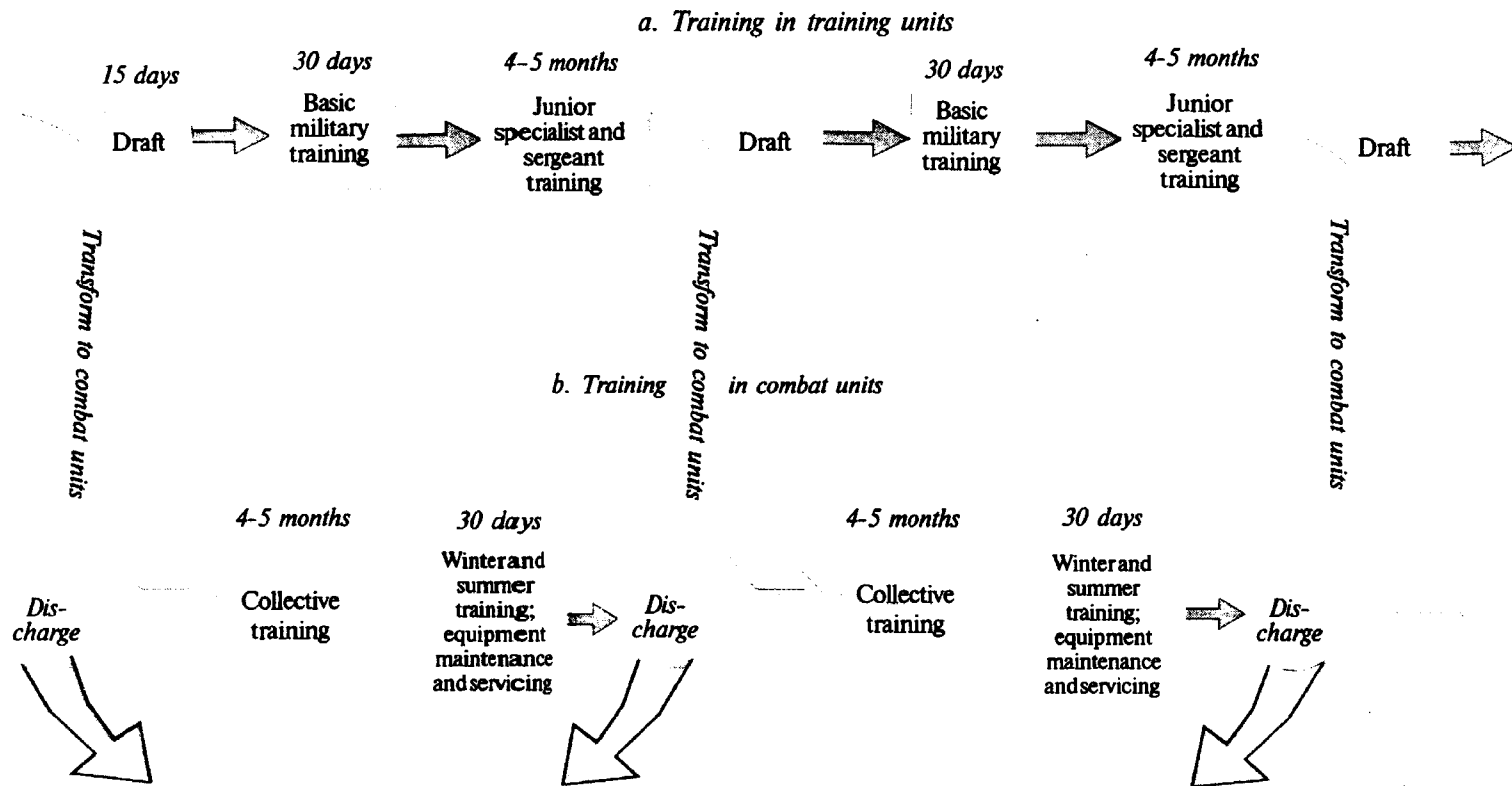 a. Training in training units
15 days
30 days
4-5 months
30 days
4-5 months
Draft
Basic
military
training
Junior
specialist and
sergeant
training
Draft
Basic
military
training
Junior
specialist and
sergeant
training
Draft
Transform to combat units
Transform to combat units
Transform to combat units
b. Training in combat units
4-5 months
30 days
4-5 months
30 days
Dis-
charge
Collective
training
Winter and
summer
training;
equipment
maintenance
and servicing
Dis-
charge
Collective
training
Winter and
summer
training;
equipment
maintenance
and servicing
Dis-
charge